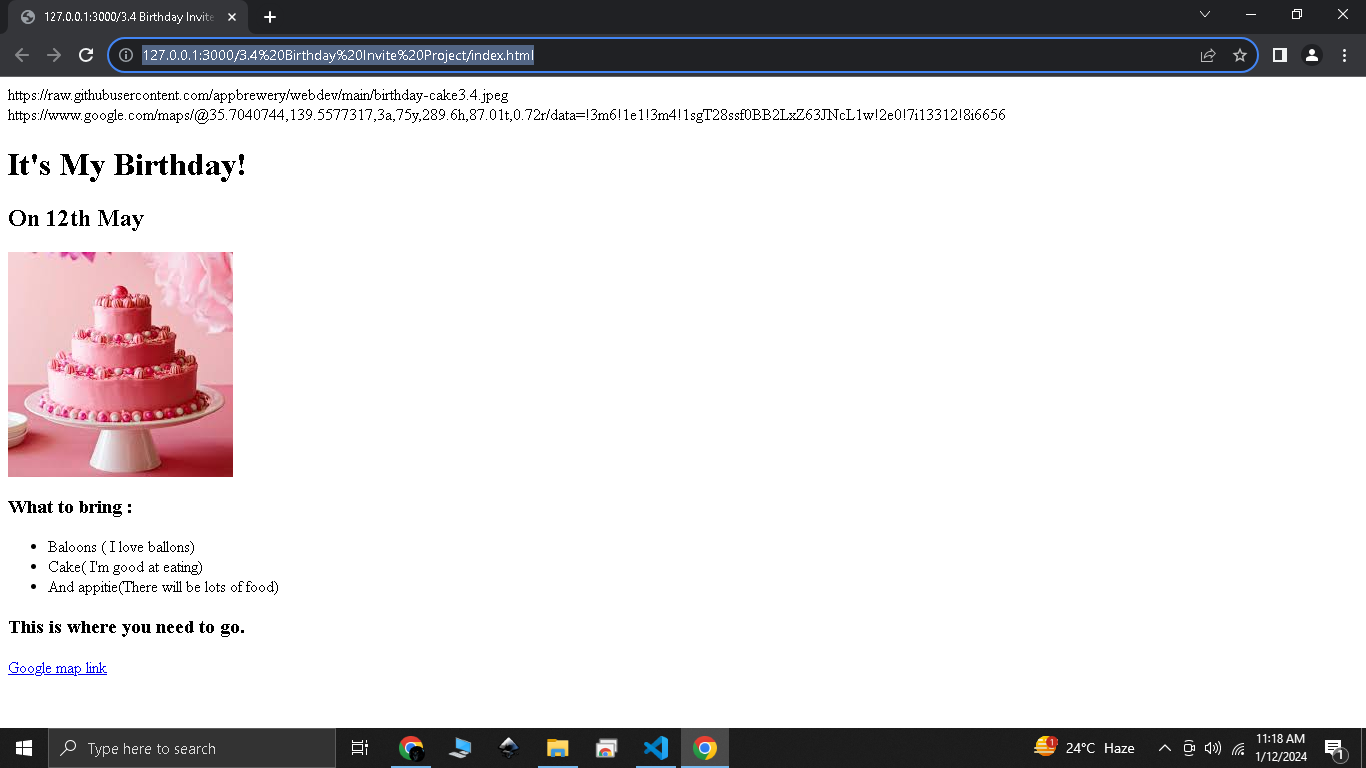 127.0.0.1:3000/3.4 Birthday Invite
127.0.0.1:3000/3.4%20Birthday%20Invite%20Project/index.html
https://raw.githubusercontent.com/appbrewery/webdev/main/birthday-cake3.4.jpeg
https://www.google.com/maps/@35.7040744,139.5577317,3a,75y,289.6h,87.01t,0.72r/data=!3m6!1e1!3m4!1sgT28ssf0BB2LxZ63JNcL1w!2e0!7i13312!8i6656
It's My Birthday!
On 12th May
What to bring :
Baloons ( I love ballons)
Cake( I'm good at eating)
And appitie(There will be lots of food)
This is where you need to go.
Google map link
Type here to search
1
24°C Haze
11:18 AM
1/12/2024
1